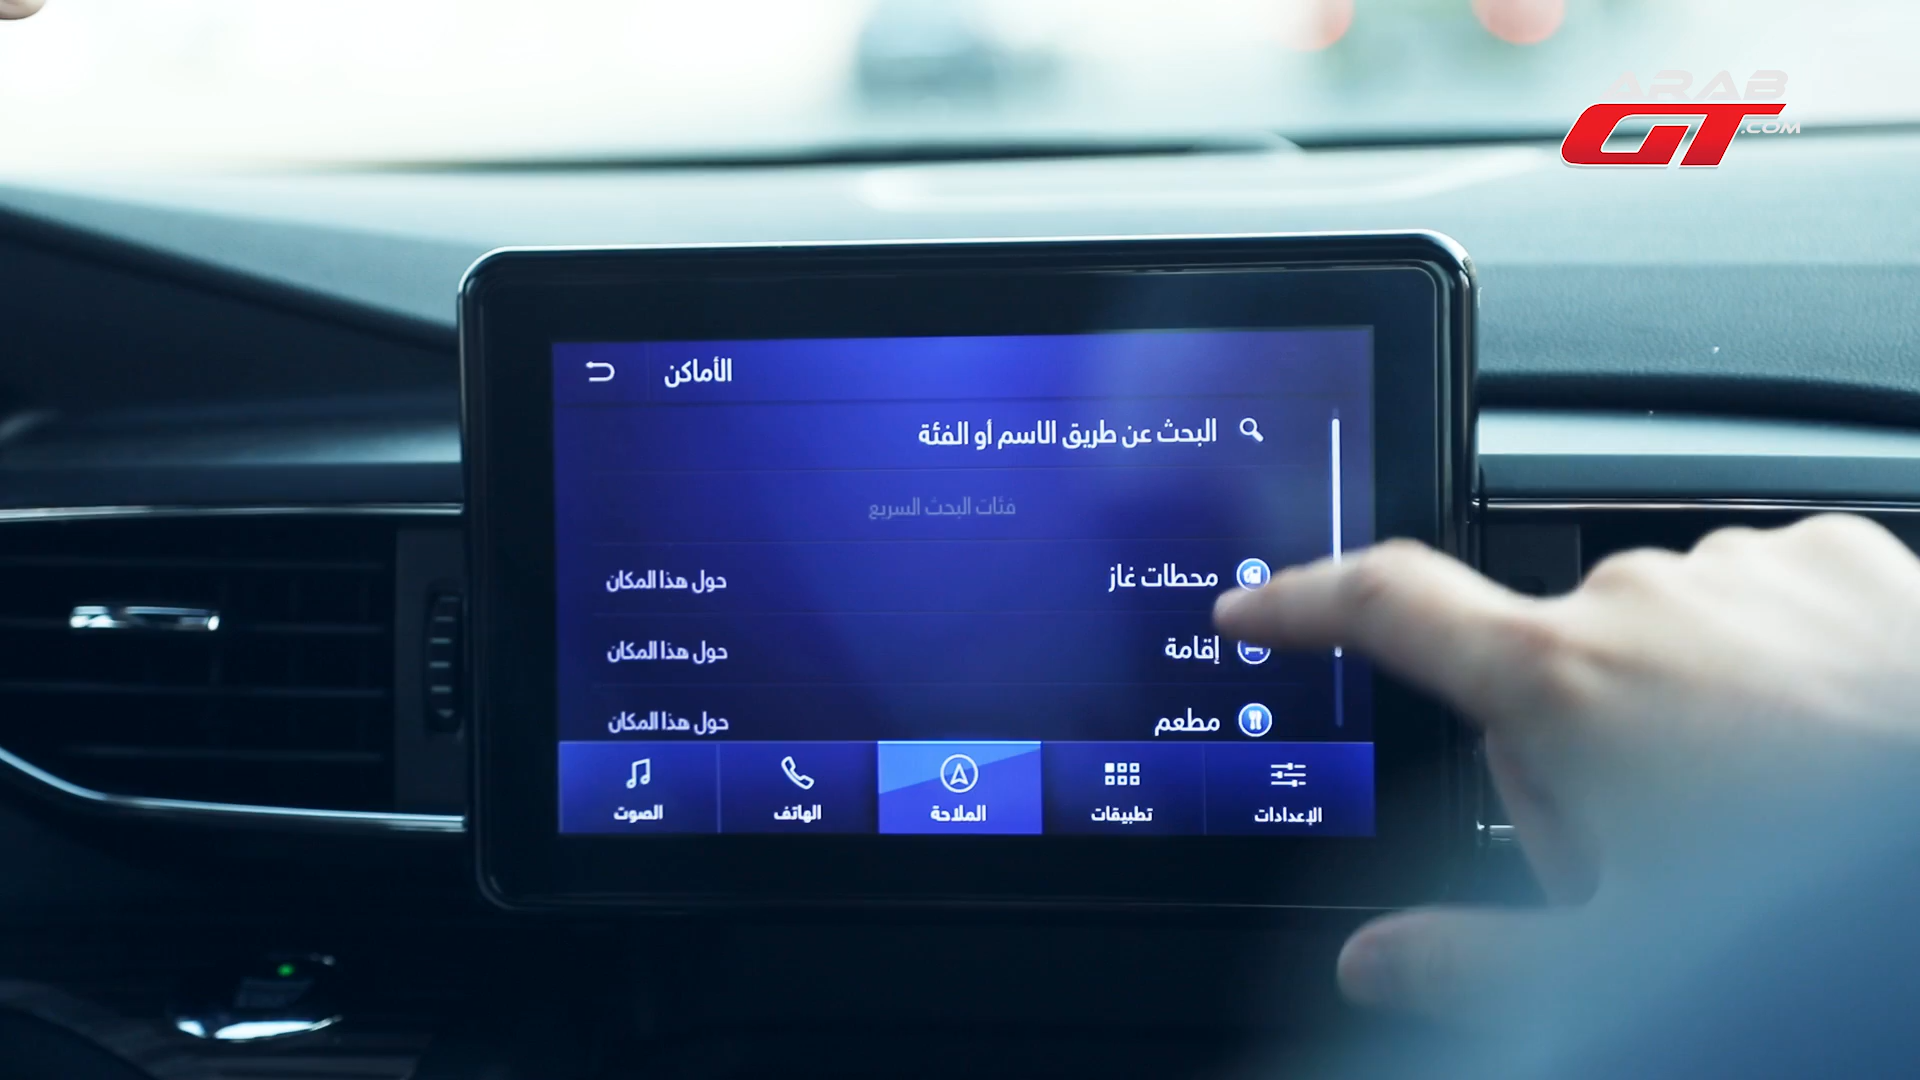 ARAB
GT.COM
الأماكن
البحث عن طريق الاسم أو الفئة
فئات البحث السريع
محطات غاز حول هذا المكان
إقامة حول هذا المكان
مطعم حول هذا المكان
الإعدادات تطبيقات الملاحة الهاتف الصوت